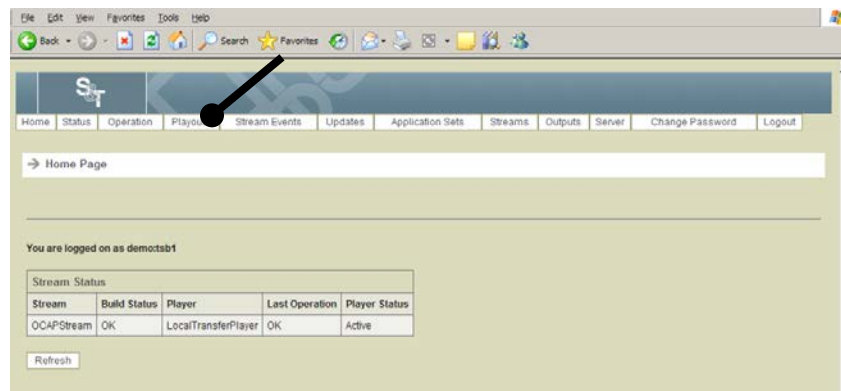 File Edit View Favorites Tools Help
Back Search Favorites
S&T
Home Status Operation Playout Stream Events Updates Application Sets Streams Outputs Server Change Password Logout
Home Page
You are logged on as demo:tsb1
Stream Status
Stream Build Status Player Last Operation Player Status
OCAPStream OK LocalTransferPlayer OK Active
Refresh